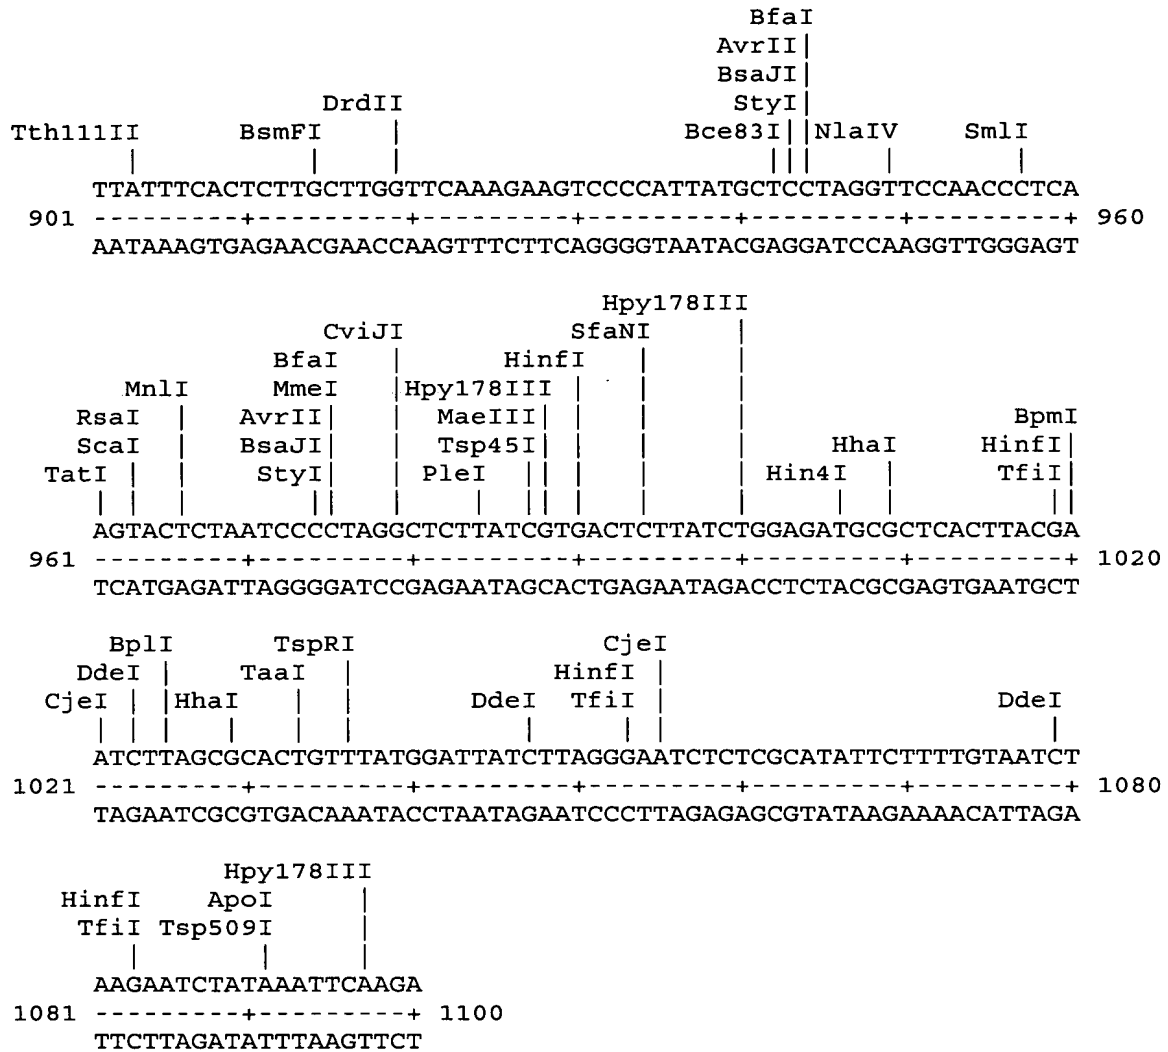 BfaI
AvrII|
BsaJI|
DrdII StyI|
Tth111II BsmFI | Bce83I|| NlaIV SmlI
TTATTTCACTCTTGCTTGGTTCAAAGAAGTCCCCATTATGCTCCTAGGTTCCAACCCTCA
901 ---------+---------+---------+---------+---------+---------+ 960
AATAAAGTGAGAACGAACCAAGTTTCTTCAGGGGTAATACGAGGATCCAAGGTTGGGAGT
Hpy178III
CviJI SfaNI |
BfaI | HinfI | |
MnlI MmeI |Hpy178III | | |
RsaI | AvrII| | MaeIII| | | | BpmI
ScaI | BsaJI| | Tsp45I| | | | HhaI HinfI|
TatI | | StyI| | PleI || | | | Hin4I | TfiI|
AGTACTCTAATCCCCTAGGCTCTTATCGTGACTCTTATCTGGAGATGCGCTCACTTACGA
961 ---------+---------+---------+---------+---------+---------+ 1020
TCATGAGATTAGGGGATCCGAGAATAGCACTGAGAATAGACCTCTACGCGAGTGAATGCT
BplI TspRI CjeI
DdeI | TaaI | HinfI |
CjeI | |HhaI | | DdeI TfiI | DdeI
ATCTTAGCGCACTGTTTATGGATTATCTTAGGGAATCTCTCGCATATTCTTTTGTAATCT
1021 ---------+---------+---------+---------+---------+---------+ 1080
TAGAATCGCGTGACAAATACCTAATAGAATCCCTTAGAGAGCGTATAAGAAAACATTAGA
Hpy178III
HinfI ApoI |
TfiI Tsp509I |
AAGAATCTATAAATTCAAGA
1081 ---------+---------+ 1100
TTCTTAGATATTTAAGTTCT